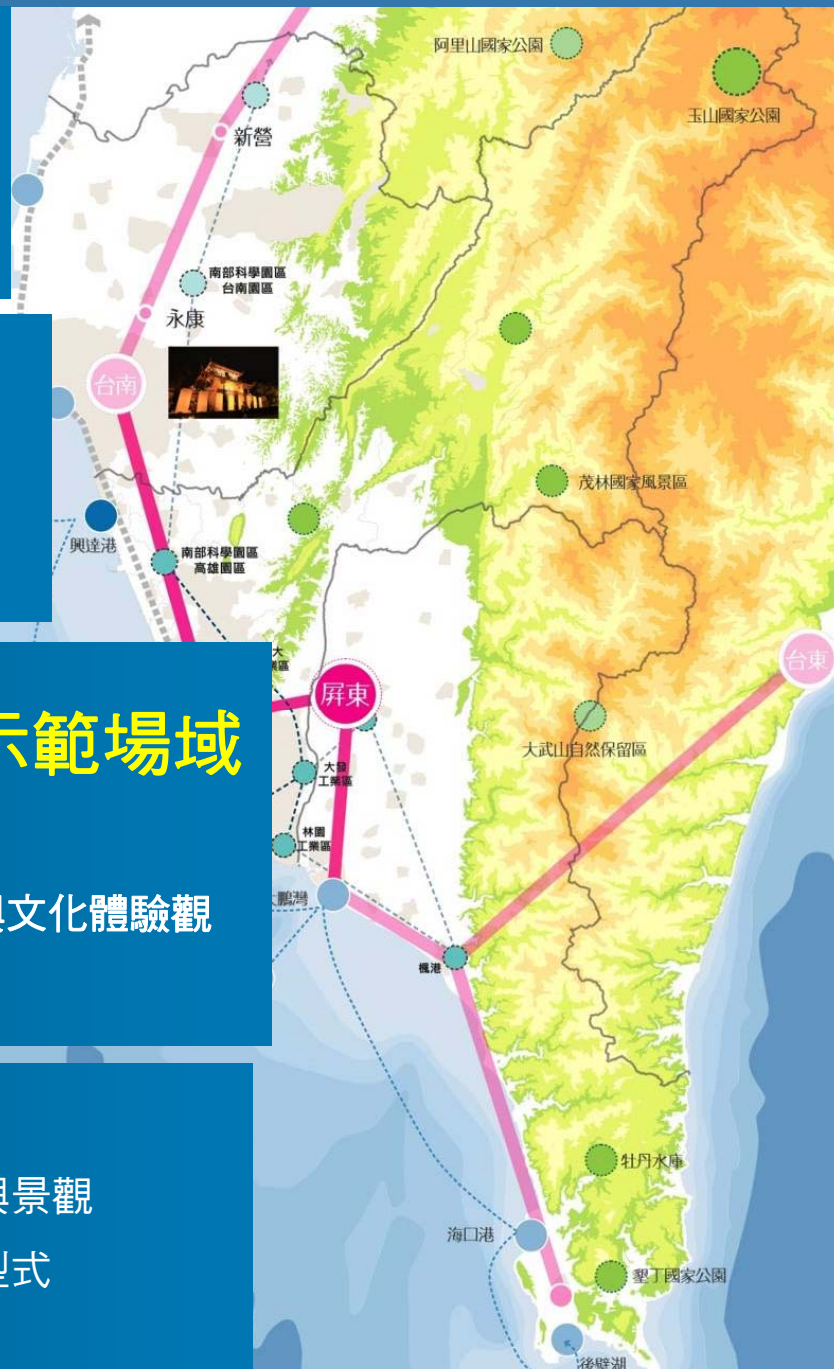 阿里山國家公園
玉山國家公園
新營
南部科學園區
台南園區
永康
台南
茂林國家風景區
興達港
南部科學園區
高雄園區
台東
屏東
示範場域
大武山自然保留區
大發
工業區
林園
工業區
大鵬灣
與文化體驗觀
楓港
牡丹水庫
與景觀
海口港
型式
墾丁國家公園
後壁湖